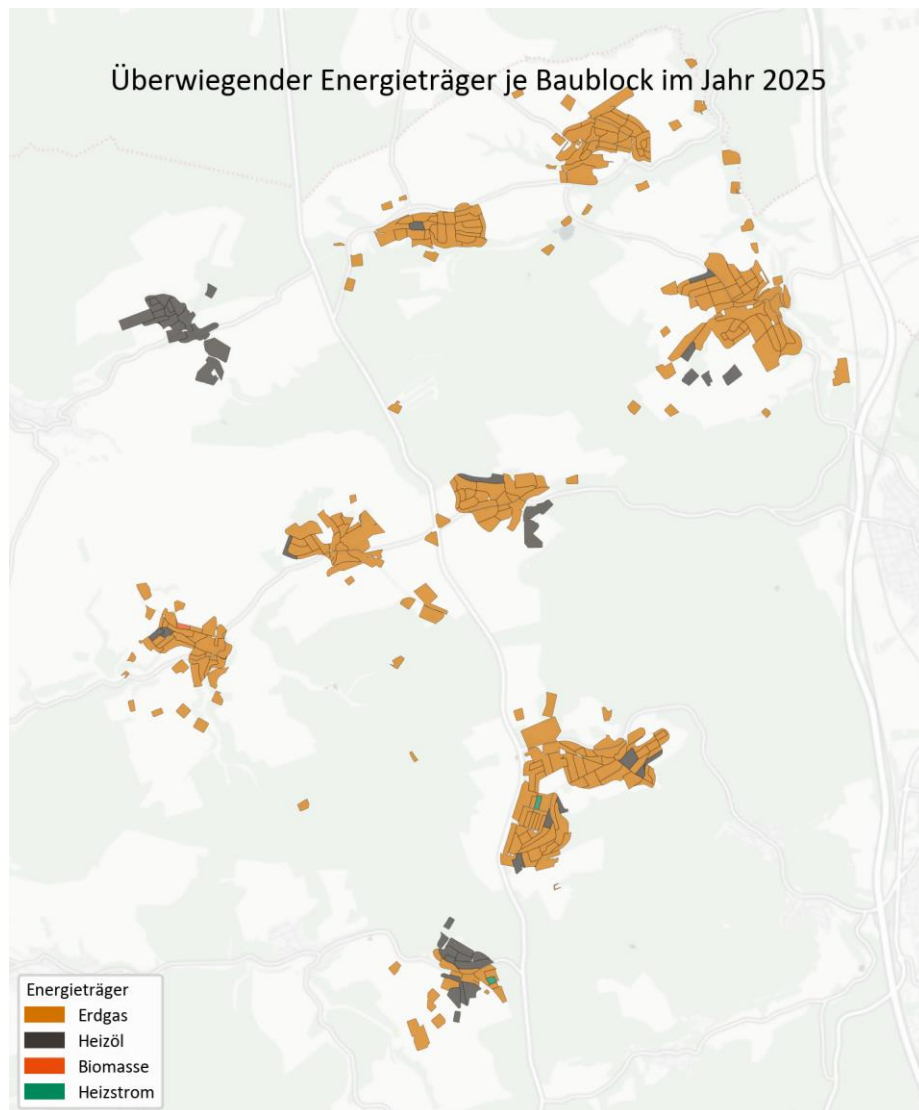 Überwiegender Energieträger je Baublock im Jahr 2025
Energieträger
Erdgas
Heizöl
Biomasse
Heizstrom